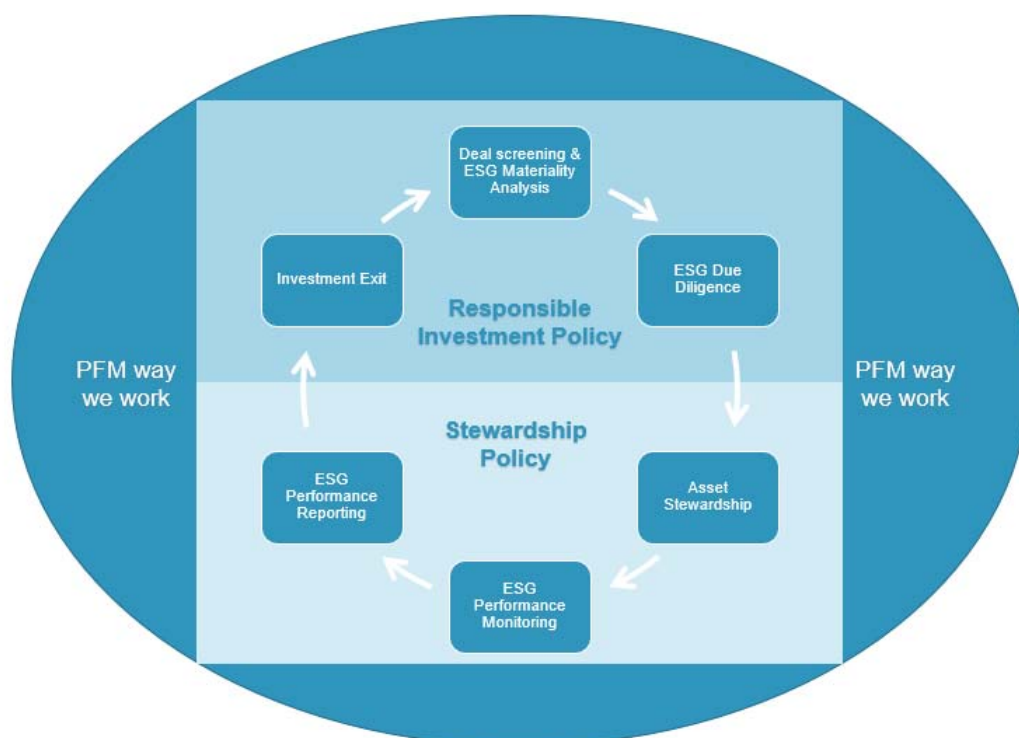 Deal screening &
ESG Materiality
Analysis
Investment Exit
ESG Due
Diligence
Responsible
Investment Policy
PFM way
we work
PFM way
we work
Stewardship
Policy
ESG
Performance
Reporting
Asset
Stewardship
ESG
Performance
Monitoring